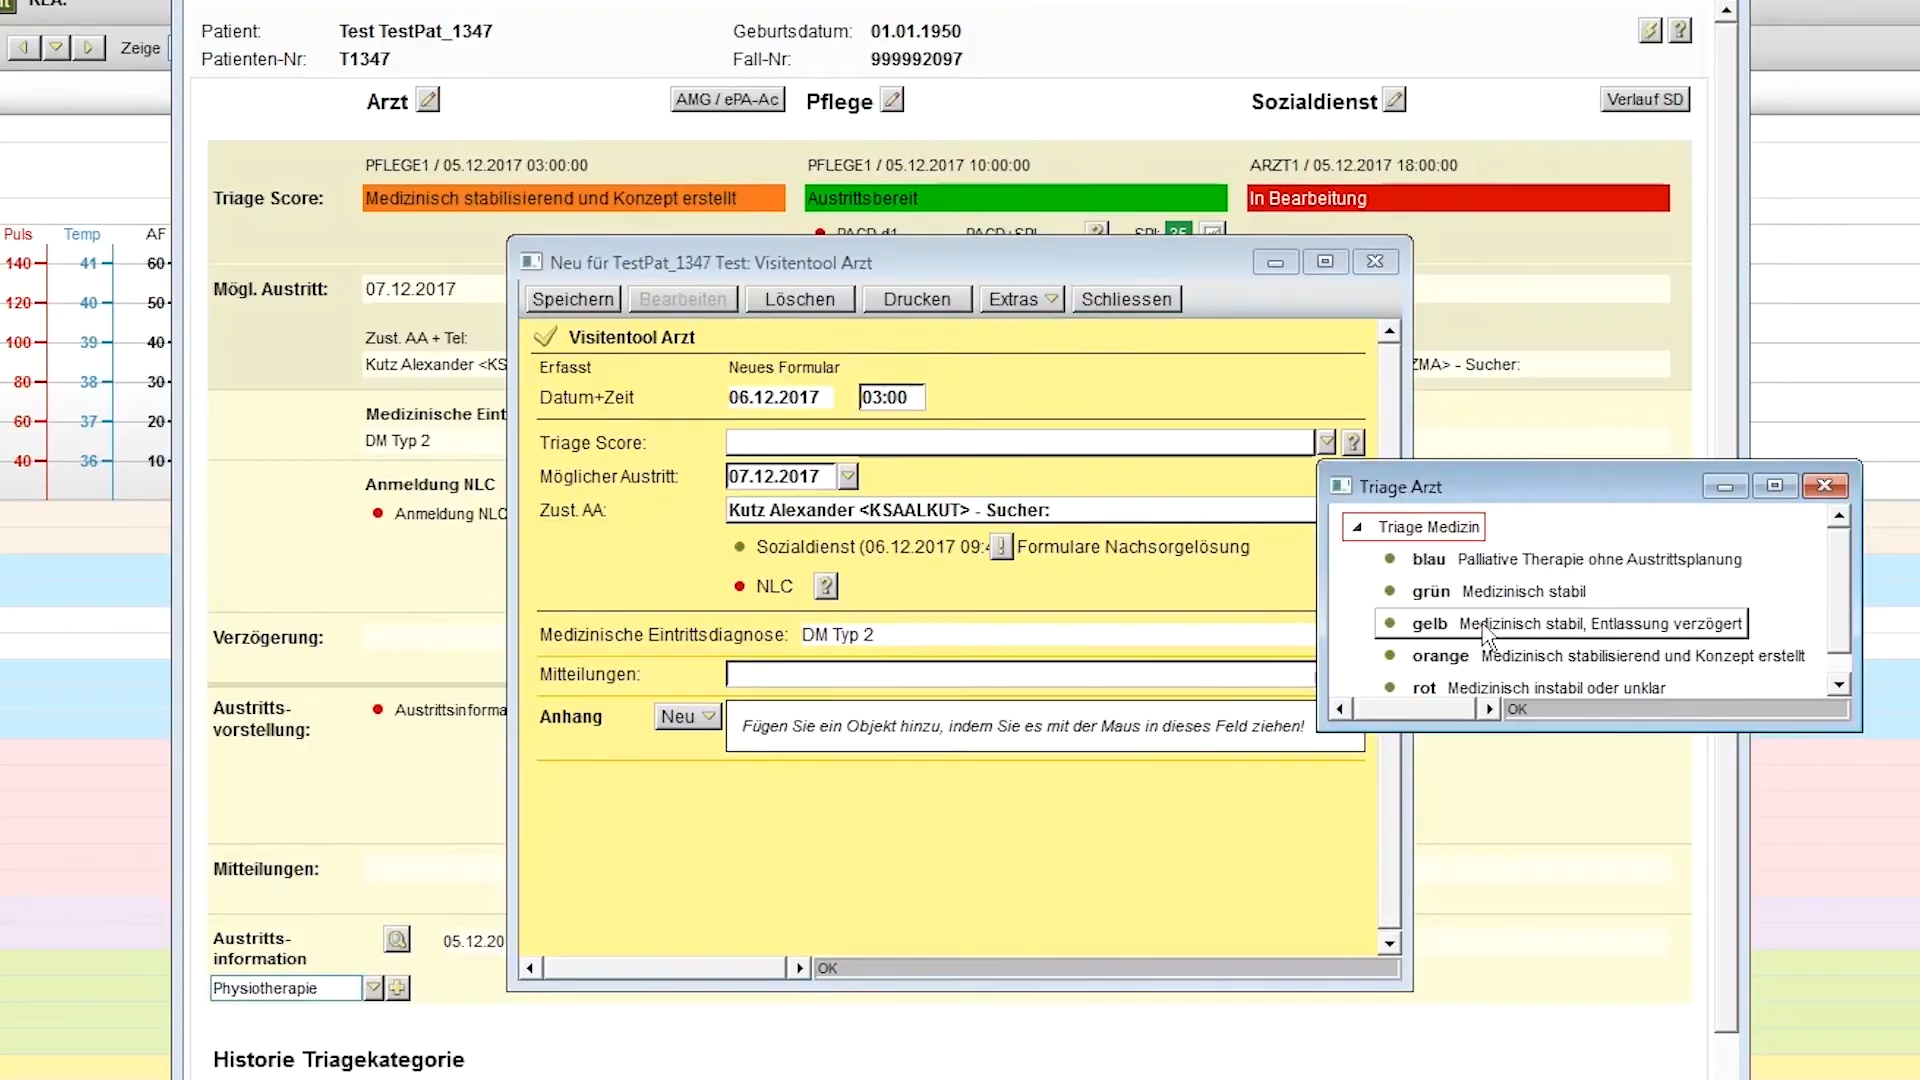 Zeige
Patient: Test TestPat_1347 Geburtsdatum: 01.01.1950
Patienten-Nr: T1347 Fall-Nr: 999992097
Arzt AMG / ePA-Ac Pflege Sozialdienst Verlauf SD
PFLEGE1 / 05.12.2017 03:00:00 PFLEGE1 / 05.12.2017 10:00:00 ARZT1 / 05.12.2017 18:00:00
Triage Score: Medizinisch stabilisierend und Konzept erstellt Austrittsbereit In Bearbeitung
Puls Temp AF
140 41 60
120 40 50
100 39 40
80 38 30
60 37 20
40 36 10
Mögl. Austritt: 07.12.2017
Zust. AA + Tel:
Kutz Alexander <KS
ZMA> - Sucher:
Medizinische Eint
DM Typ 2
Anmeldung NLC
Anmeldung NLC
Verzögerung:
Austritts-
vorstellung:
Austrittsinforma
Mitteilungen:
Austritts-
information
05.12.20
Physiotherapie
Historie Triagekategorie
Neu für TestPat_1347 Test: Visitentool Arzt
Speichern Bearbeiten Löschen Drucken Extras Schliessen
Visitentool Arzt
Erfasst Neues Formular
Datum+Zeit 06.12.2017 03:00
Triage Score:
Möglicher Austritt: 07.12.2017
Zust. AA: Kutz Alexander <KSAALKUT> - Sucher:
Sozialdienst (06.12.2017 09:4 ! Formulare Nachsorgelösung
NLC ?
Medizinische Eintrittsdiagnose: DM Typ 2
Mitteilungen:
Anhang Neu Fügen Sie ein Objekt hinzu, indem Sie es mit der Maus in dieses Feld ziehen!
OK
Triage Arzt
Triage Medizin
blau Palliative Therapie ohne Austrittsplanung
grün Medizinisch stabil
gelb Medizinisch stabil, Entlassung verzögert
orange Medizinisch stabilisierend und Konzept erstellt
rot Medizinisch instabil oder unklar
OK